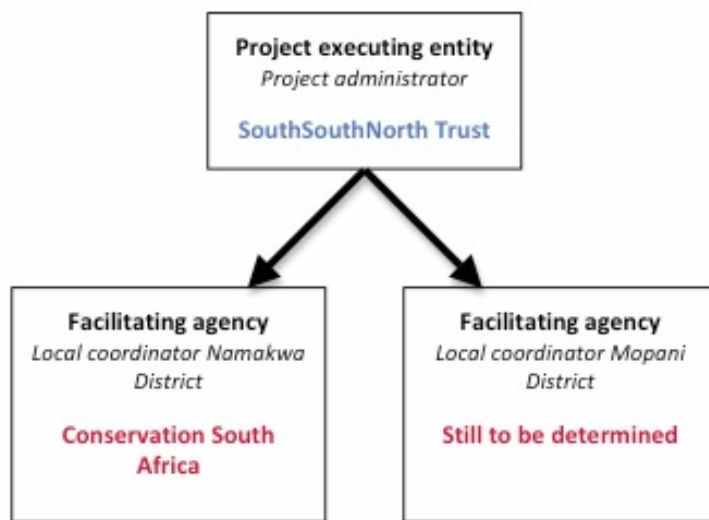 Project executing entity
Project administrator
SouthSouthNorth Trust
Facilitating agency
Local coordinator Namakwa
District
Conservation South
Africa
Facilitating agency
Local coordinator Mopani
District
Still to be determined